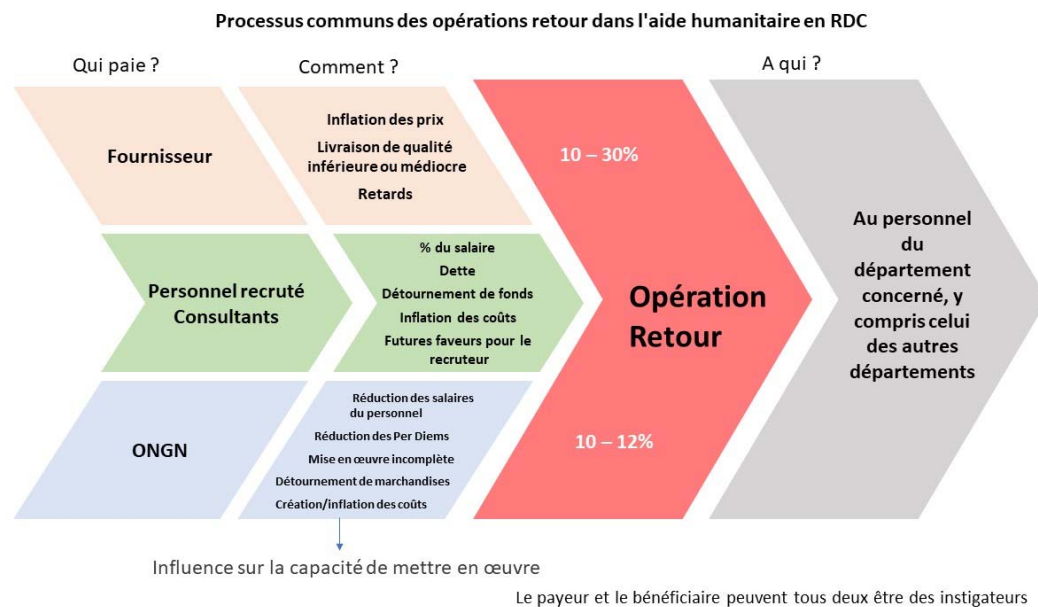 Processus communs des opérations retour dans l'aide humanitaire en RDC
Qui paie ?
Comment ?
A qui ?
Fournisseur
Inflation des prix
Livraison de qualité
inférieure ou médiocre
Retards
10 – 30%
Personnel recruté
Consultants
% du salaire
Dette
Détournement de fonds
Inflation des coûts
Futures faveurs pour le
recruteur
Opération
Retour
Au personnel
du
département
concerné, y
compris celui
des autres
départements
ONGN
Réduction des salaires
du personnel
Réduction des Per Diems
Mise en œuvre incomplète
Détournement de marchandises
Création/inflation des coûts
10 – 12%
Influence sur la capacité de mettre en œuvre
Le payeur et le bénéficiaire peuvent tous deux être des instigateurs